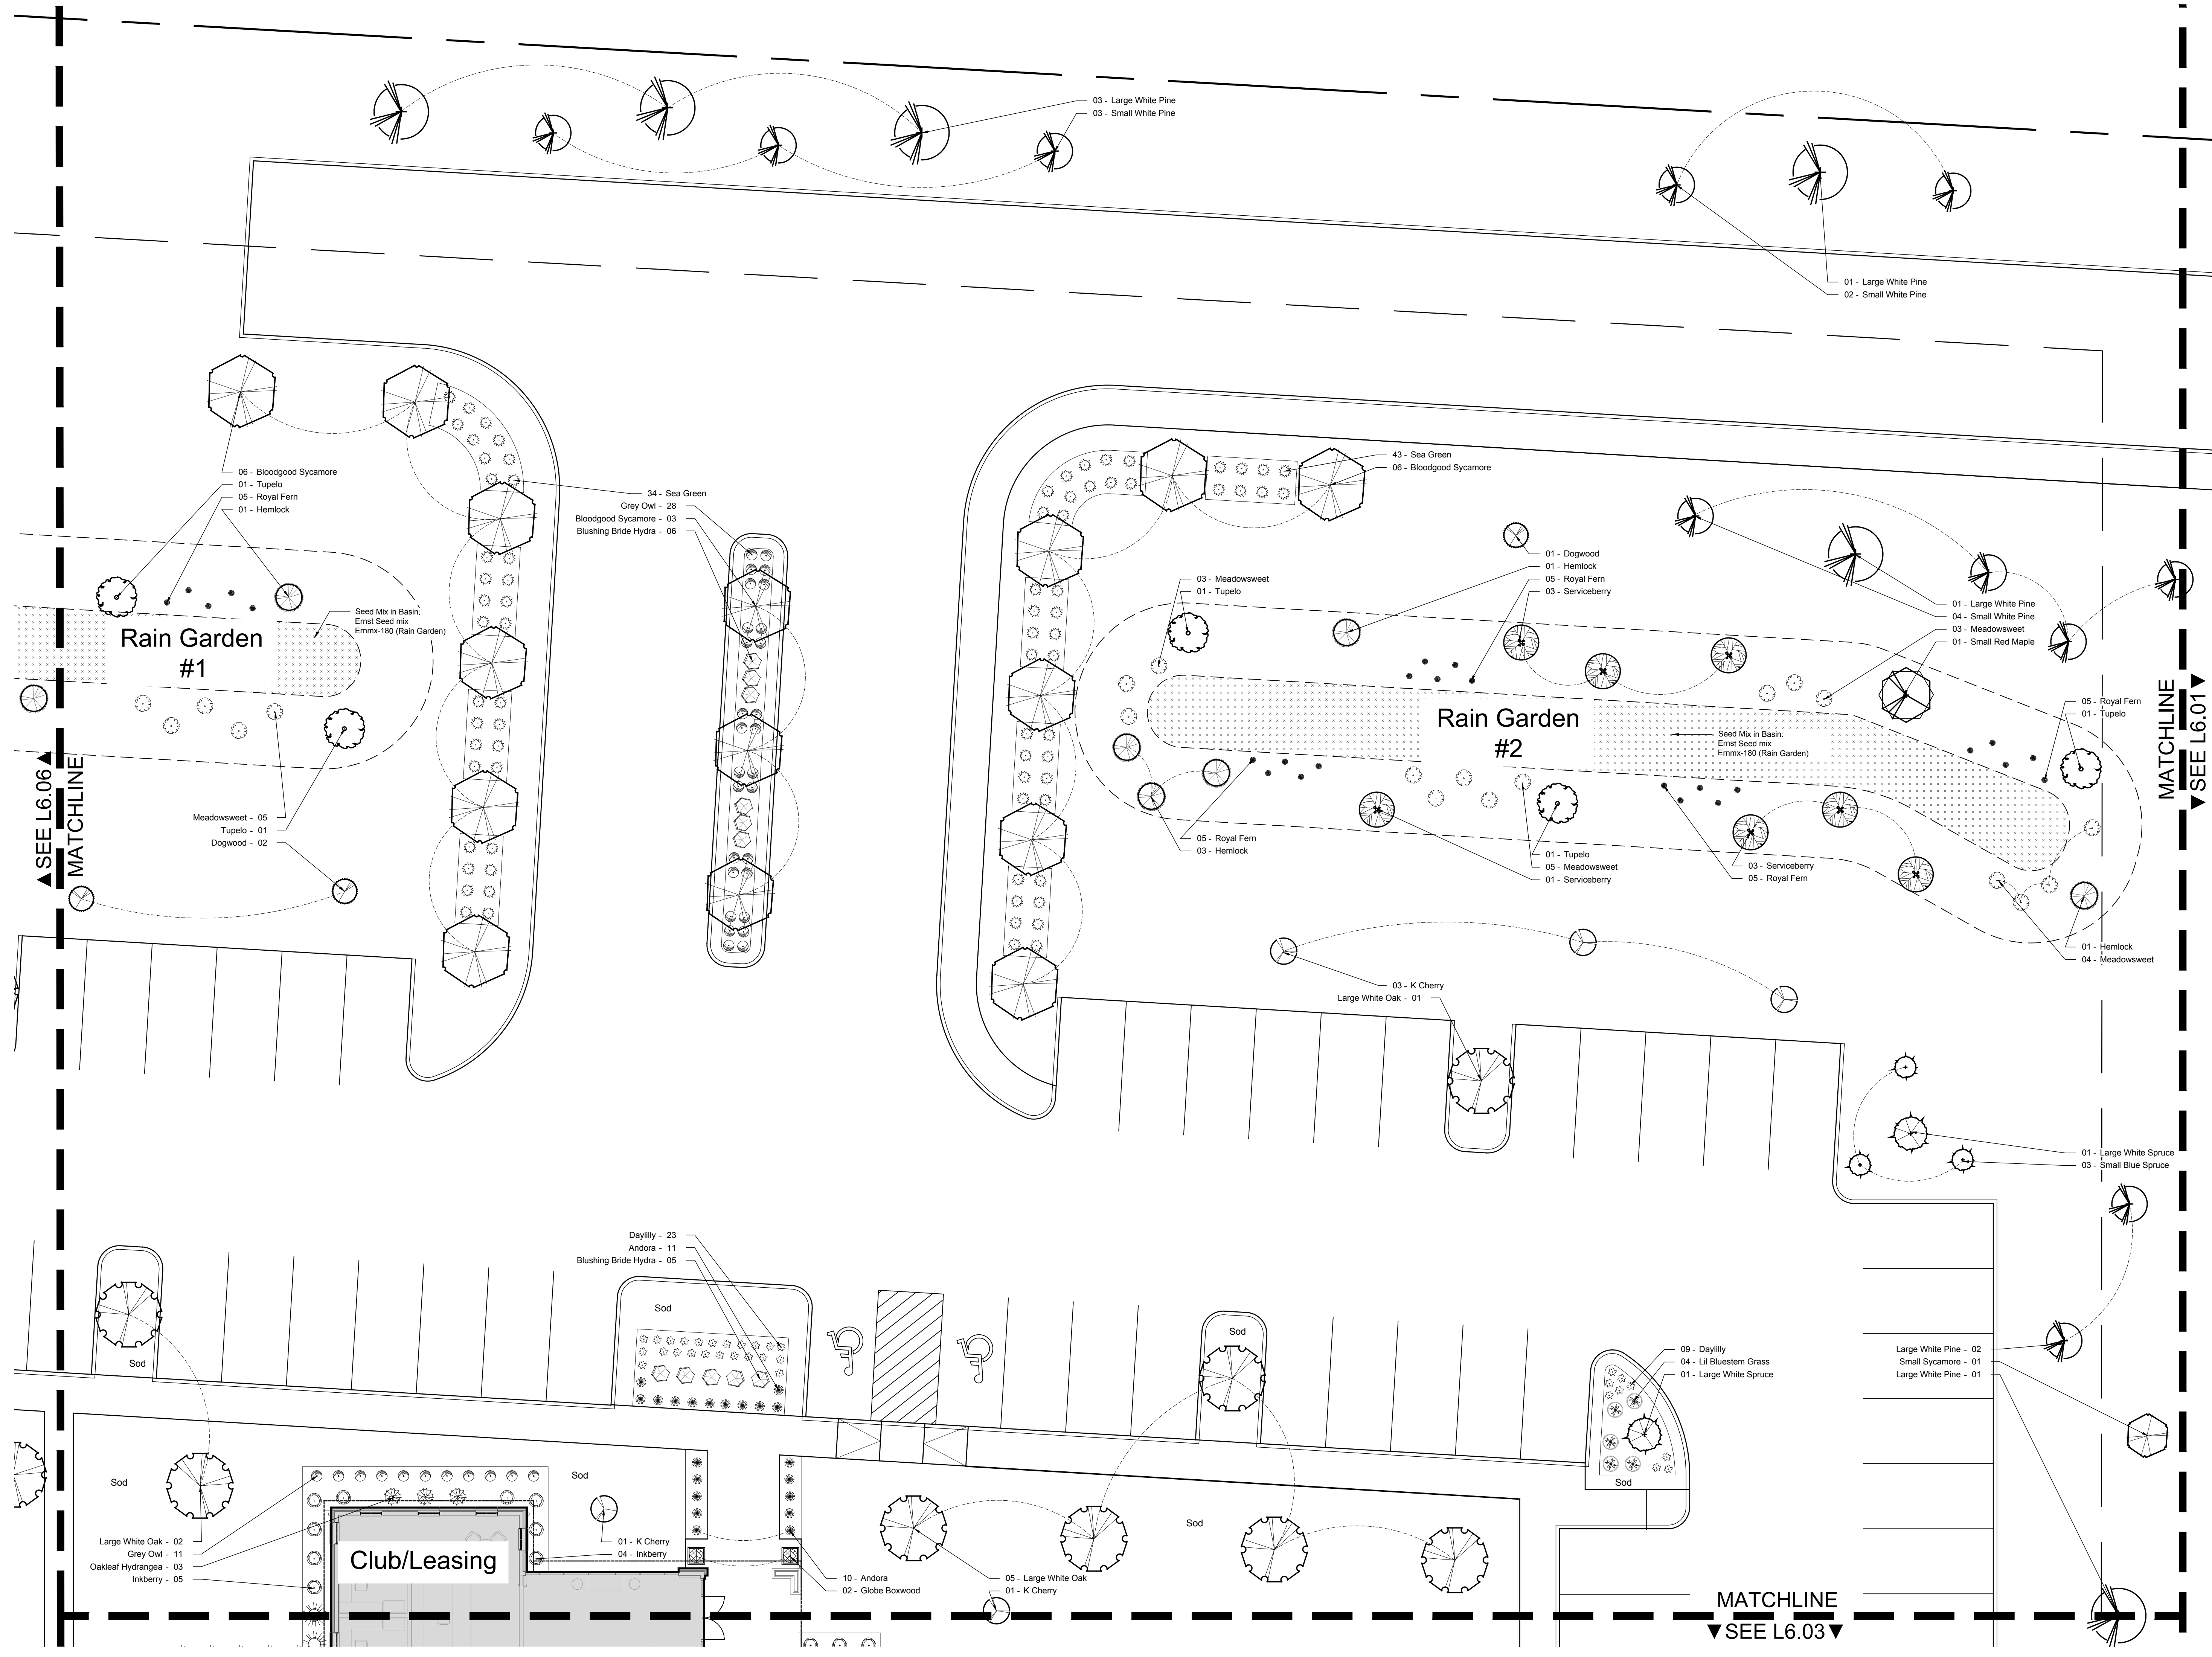 03 - Large White Pine
03 - Small White Pine
01 - Large White Pine
02 - Small White Pine
06 - Bloodgood Sycamore
01 - Tupelo
05 - Royal Fern
01 - Hemlock
34 - Sea Green
Grey Owl - 28
Bloodgood Sycamore - 03
Blushing Bride Hydra - 06
43 - Sea Green
06 - Bloodgood Sycamore
01 - Dogwood
01 - Hemlock
05 - Royal Fern
03 - Serviceberry
03 - Meadowsweet
01 - Tupelo
01 - Large White Pine
04 - Small White Pine
03 - Meadowsweet
01 - Small Red Maple
Seed Mix in Basin:
Ernst Seed mix
Ernmx-180 (Rain Garden)
Rain Garden
#1
Rain Garden
#2
Seed Mix in Basin:
Ernst Seed mix
Ernmx-180 (Rain Garden)
05 - Royal Fern
01 - Tupelo
MATCHLINE
▼SEE L6.01▼
▲SEE L6.06▲
MATCHLINE
Meadowsweet - 05
Tupelo - 01
Dogwood - 02
05 - Royal Fern
03 - Hemlock
01 - Tupelo
05 - Meadowsweet
01 - Serviceberry
03 - Serviceberry
05 - Royal Fern
01 - Hemlock
04 - Meadowsweet
03 - K Cherry
Large White Oak - 01
01 - Large White Spruce
03 - Small Blue Spruce
Daylilly - 23
Andora - 11
Blushing Bride Hydra - 05
Sod
Sod
Sod
09 - Daylilly
04 - Lil Bluestem Grass
01 - Large White Spruce
Large White Pine - 02
Small Sycamore - 01
Large White Pine - 01
Sod
Sod
Sod
Sod
Large White Oak - 02
Grey Owl - 11
Oakleaf Hydrangea - 03
Inkberry - 05
Club/Leasing
01 - K Cherry
04 - Inkberry
10 - Andora
02 - Globe Boxwood
05 - Large White Oak
01 - K Cherry
MATCHLINE
▼SEE L6.03▼